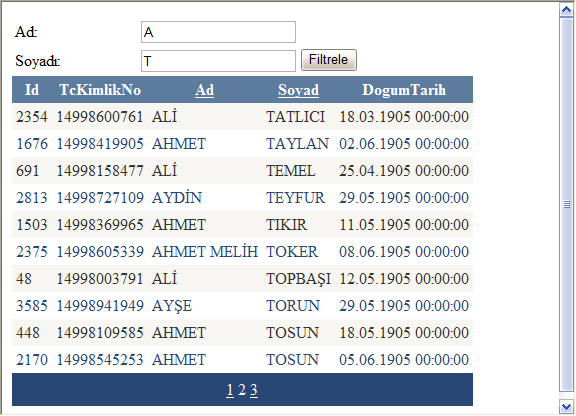 Ad: A
Soyadı: T Filtrele
Id TcKimlikNo Ad Soyad DogumTarih
2354 14998600761 ALİ TATLICI 18.03.1905 00:00:00
1676 14998419905 AHMET TAYLAN 02.06.1905 00:00:00
691 14998158477 ALİ TEMEL 25.04.1905 00:00:00
2813 14998727109 AYDİN TEYFUR 29.05.1905 00:00:00
1503 14998369965 AHMET TIKIR 11.05.1905 00:00:00
2375 14998605339 AHMET MELİH TOKER 08.06.1905 00:00:00
48 14998003791 ALİ TOPBAŞI 12.05.1905 00:00:00
3585 14998941949 AYŞE TORUN 29.05.1905 00:00:00
448 14998109585 AHMET TOSUN 18.05.1905 00:00:00
2170 14998545253 AHMET TOSUN 05.06.1905 00:00:00
1 2 3